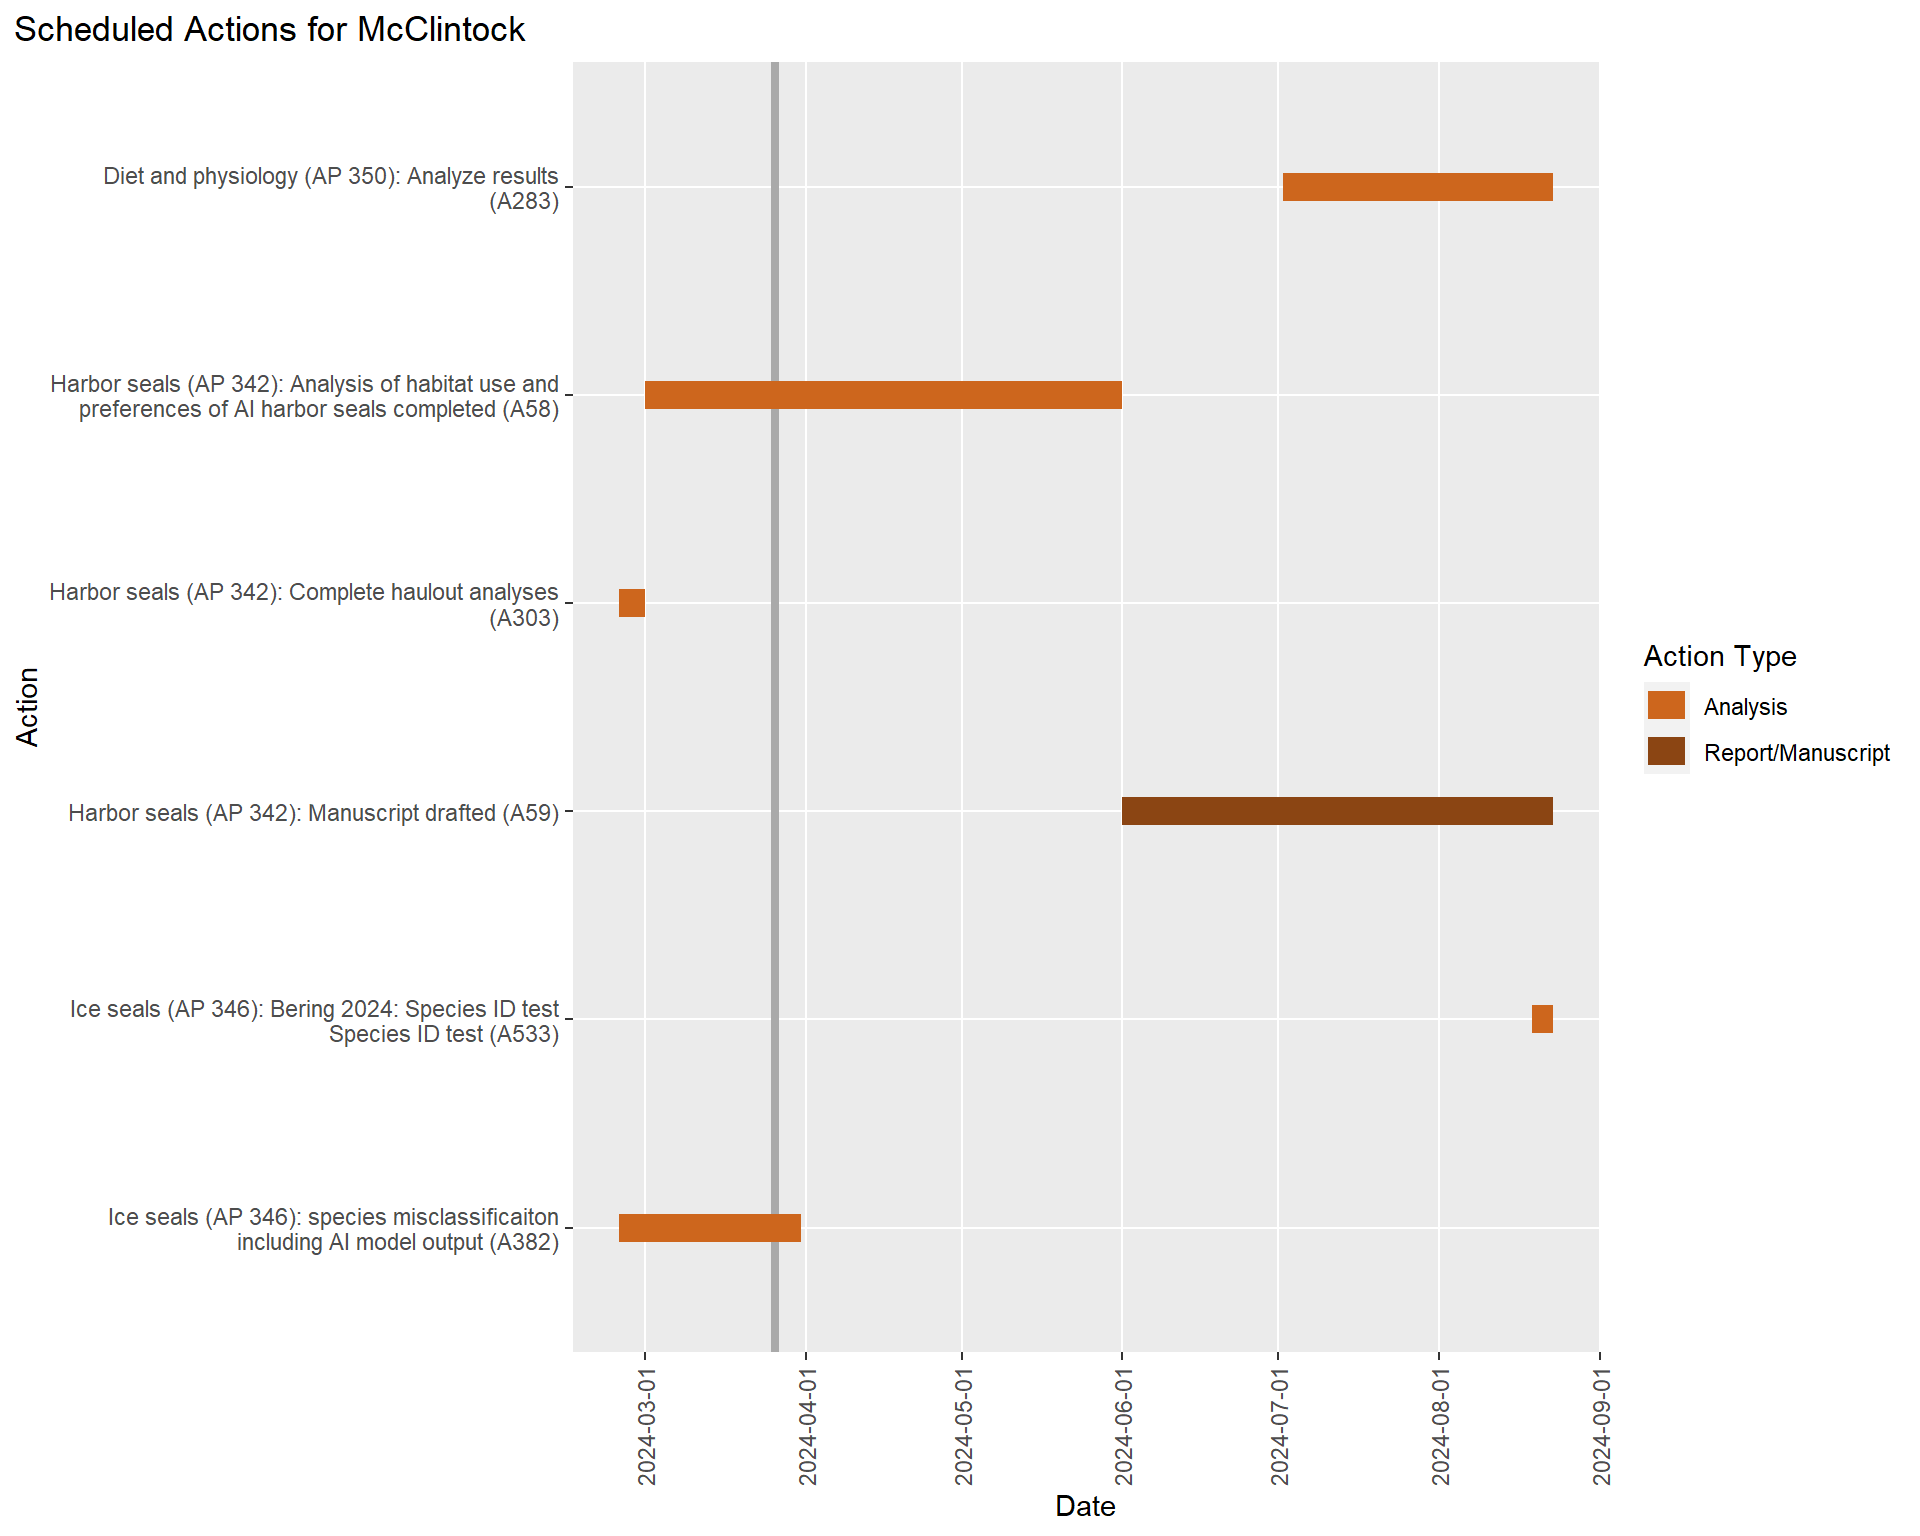 Scheduled Actions for McClintock
Diet and physiology (AP 350): Analyze results
(A283)
Harbor seals (AP 342): Analysis of habitat use and
preferences of AI harbor seals completed (A58)
Harbor seals (AP 342): Complete haulout analyses
(A303)
Harbor seals (AP 342): Manuscript drafted (A59)
Ice seals (AP 346): Bering 2024: Species ID test
Species ID test (A533)
Ice seals (AP 346): species misclassificaiton
including AI model output (A382)
Action
2024-03-01
2024-04-01
2024-05-01
2024-06-01
2024-07-01
2024-08-01
2024-09-01
Date
Action Type
Analysis
Report/Manuscript